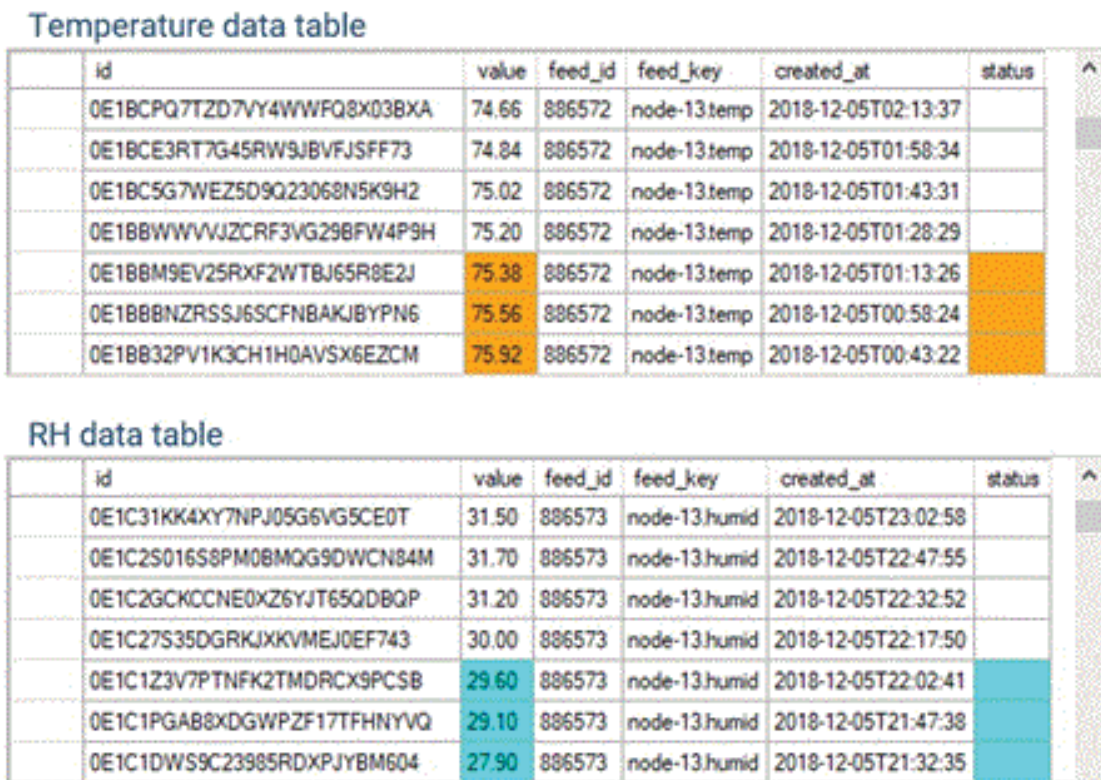 Temperature data table
id value feed_id feed_key created_at status
0E1BCPQ7TZD7VY4WWFQ8X03BXA 74.66 886572 node-13.temp 2018-12-05T02:13:37
0E1BCE3RT7G45RW9JBVFJSFF73 74.84 886572 node-13.temp 2018-12-05T01:58:34
0E1BC5G7WEZ5D9Q23068N5K9H2 75.02 886572 node-13.temp 2018-12-05T01:43:31
0E1BBWWVVJZCRF3VG29BFW4P9H 75.20 886572 node-13.temp 2018-12-05T01:28:29
0E1BBM9EV25RXF2WTBJ65R8E2J 75.38 886572 node-13.temp 2018-12-05T01:13:26
0E1BBBNZRSSJ6SCFNBAKJBYPN6 75.56 886572 node-13.temp 2018-12-05T00:58:24
0E1BB32PV1K3CH1H0AVSX6EZCM 75.92 886572 node-13.temp 2018-12-05T00:43:22
RH data table
id value feed_id feed_key created_at status
0E1C31KK4XY7NPJ05G6VG5CE0T 31.50 886573 node-13.humid 2018-12-05T23:02:58
0E1C2S016S8PM0BMQG9DWCN84M 31.70 886573 node-13.humid 2018-12-05T22:47:55
0E1C2GCKCCNE0XZ6YJT65QDBQP 31.20 886573 node-13.humid 2018-12-05T22:32:52
0E1C27S35DGRKJXKVMEJ0EF743 30.00 886573 node-13.humid 2018-12-05T22:17:50
0E1C1Z3V7PTNFK2TMDRCX9PCSB 29.60 886573 node-13.humid 2018-12-05T22:02:41
0E1C1PGAB8XDGWPZF17TFHNYVQ 29.10 886573 node-13.humid 2018-12-05T21:47:38
0E1C1DWS9C23985RDXPJYBM604 27.90 886573 node-13.humid 2018-12-05T21:32:35